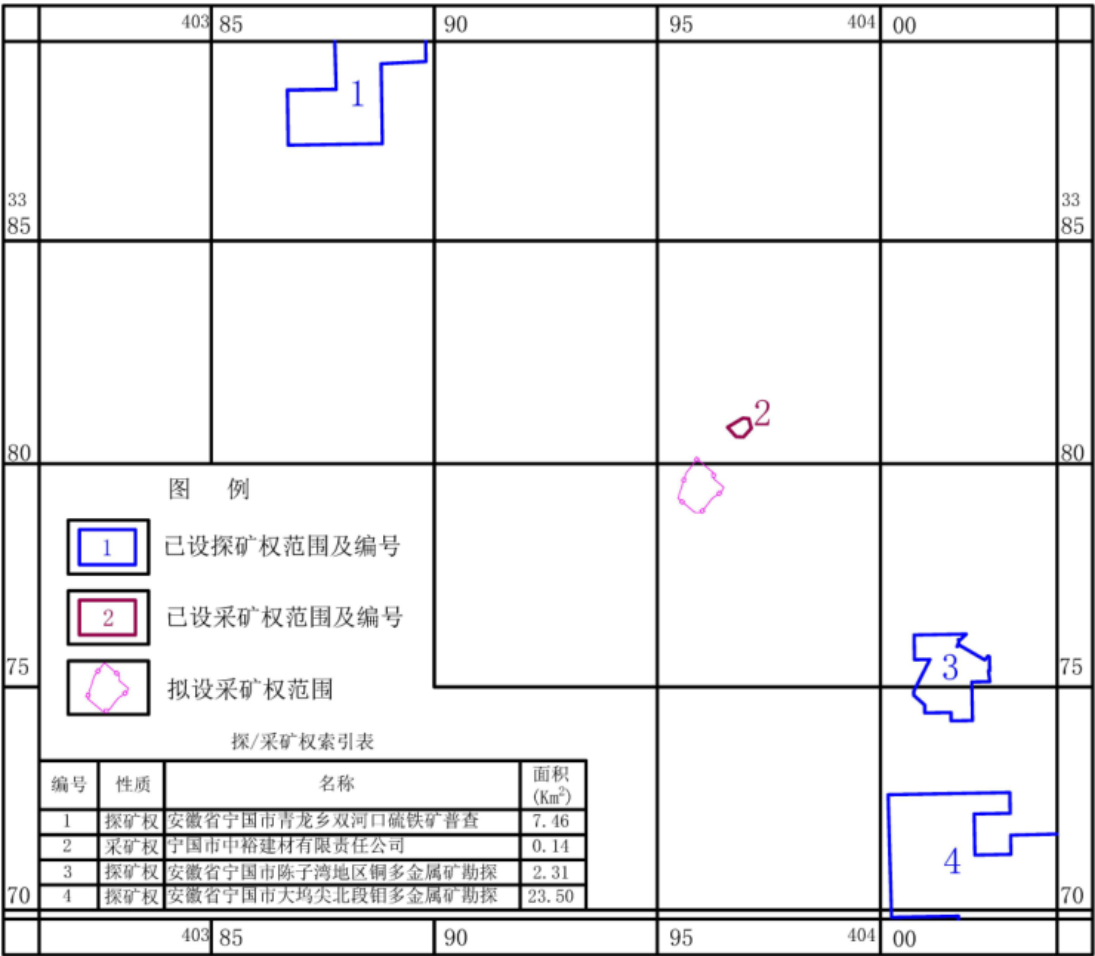 403 85 90 95 404 00
1
33 33
85 85
2
80 80
图 例
1 已设探矿权范围及编号
2 已设采矿权范围及编号
75 3 75
拟设采矿权范围
探/采矿权索引表
编号 性质 名称 面积(Km²)
1 探矿权 安徽省宁国市青龙乡双河口硫铁矿普查 7.46
2 采矿权 宁国市中裕建材有限责任公司 0.14
3 探矿权 安徽省宁国市陈子湾地区铜多金属矿勘探 2.31
4 探矿权 安徽省宁国市大坞尖北段钼多金属矿勘探 23.50
4
70 70
403 85 90 95 404 00